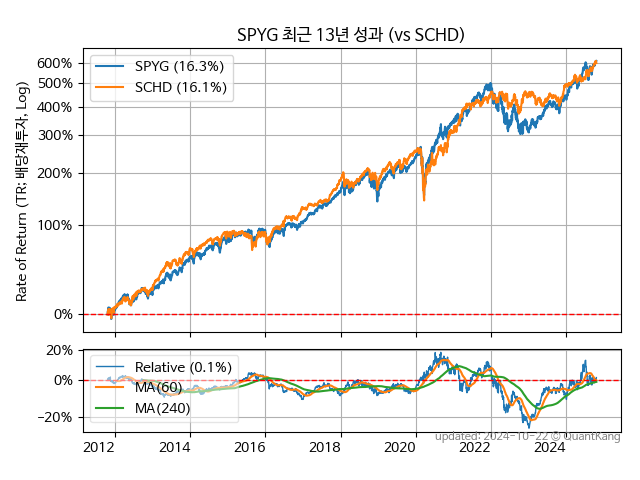 SPYG 최근 13년 성과 (vs SCHD)
Rate of Return (TR; 배당재투자, Log)
600%
500%
400%
300%
200%
100%
0%
SPYG (16.3%)
SCHD (16.1%)
20%
0%
−20%
Relative (0.1%)
MA(60)
MA(240)
2012 2014 2016 2018 2020 2022 2024
updated: 2024-10-22 © QuantKang